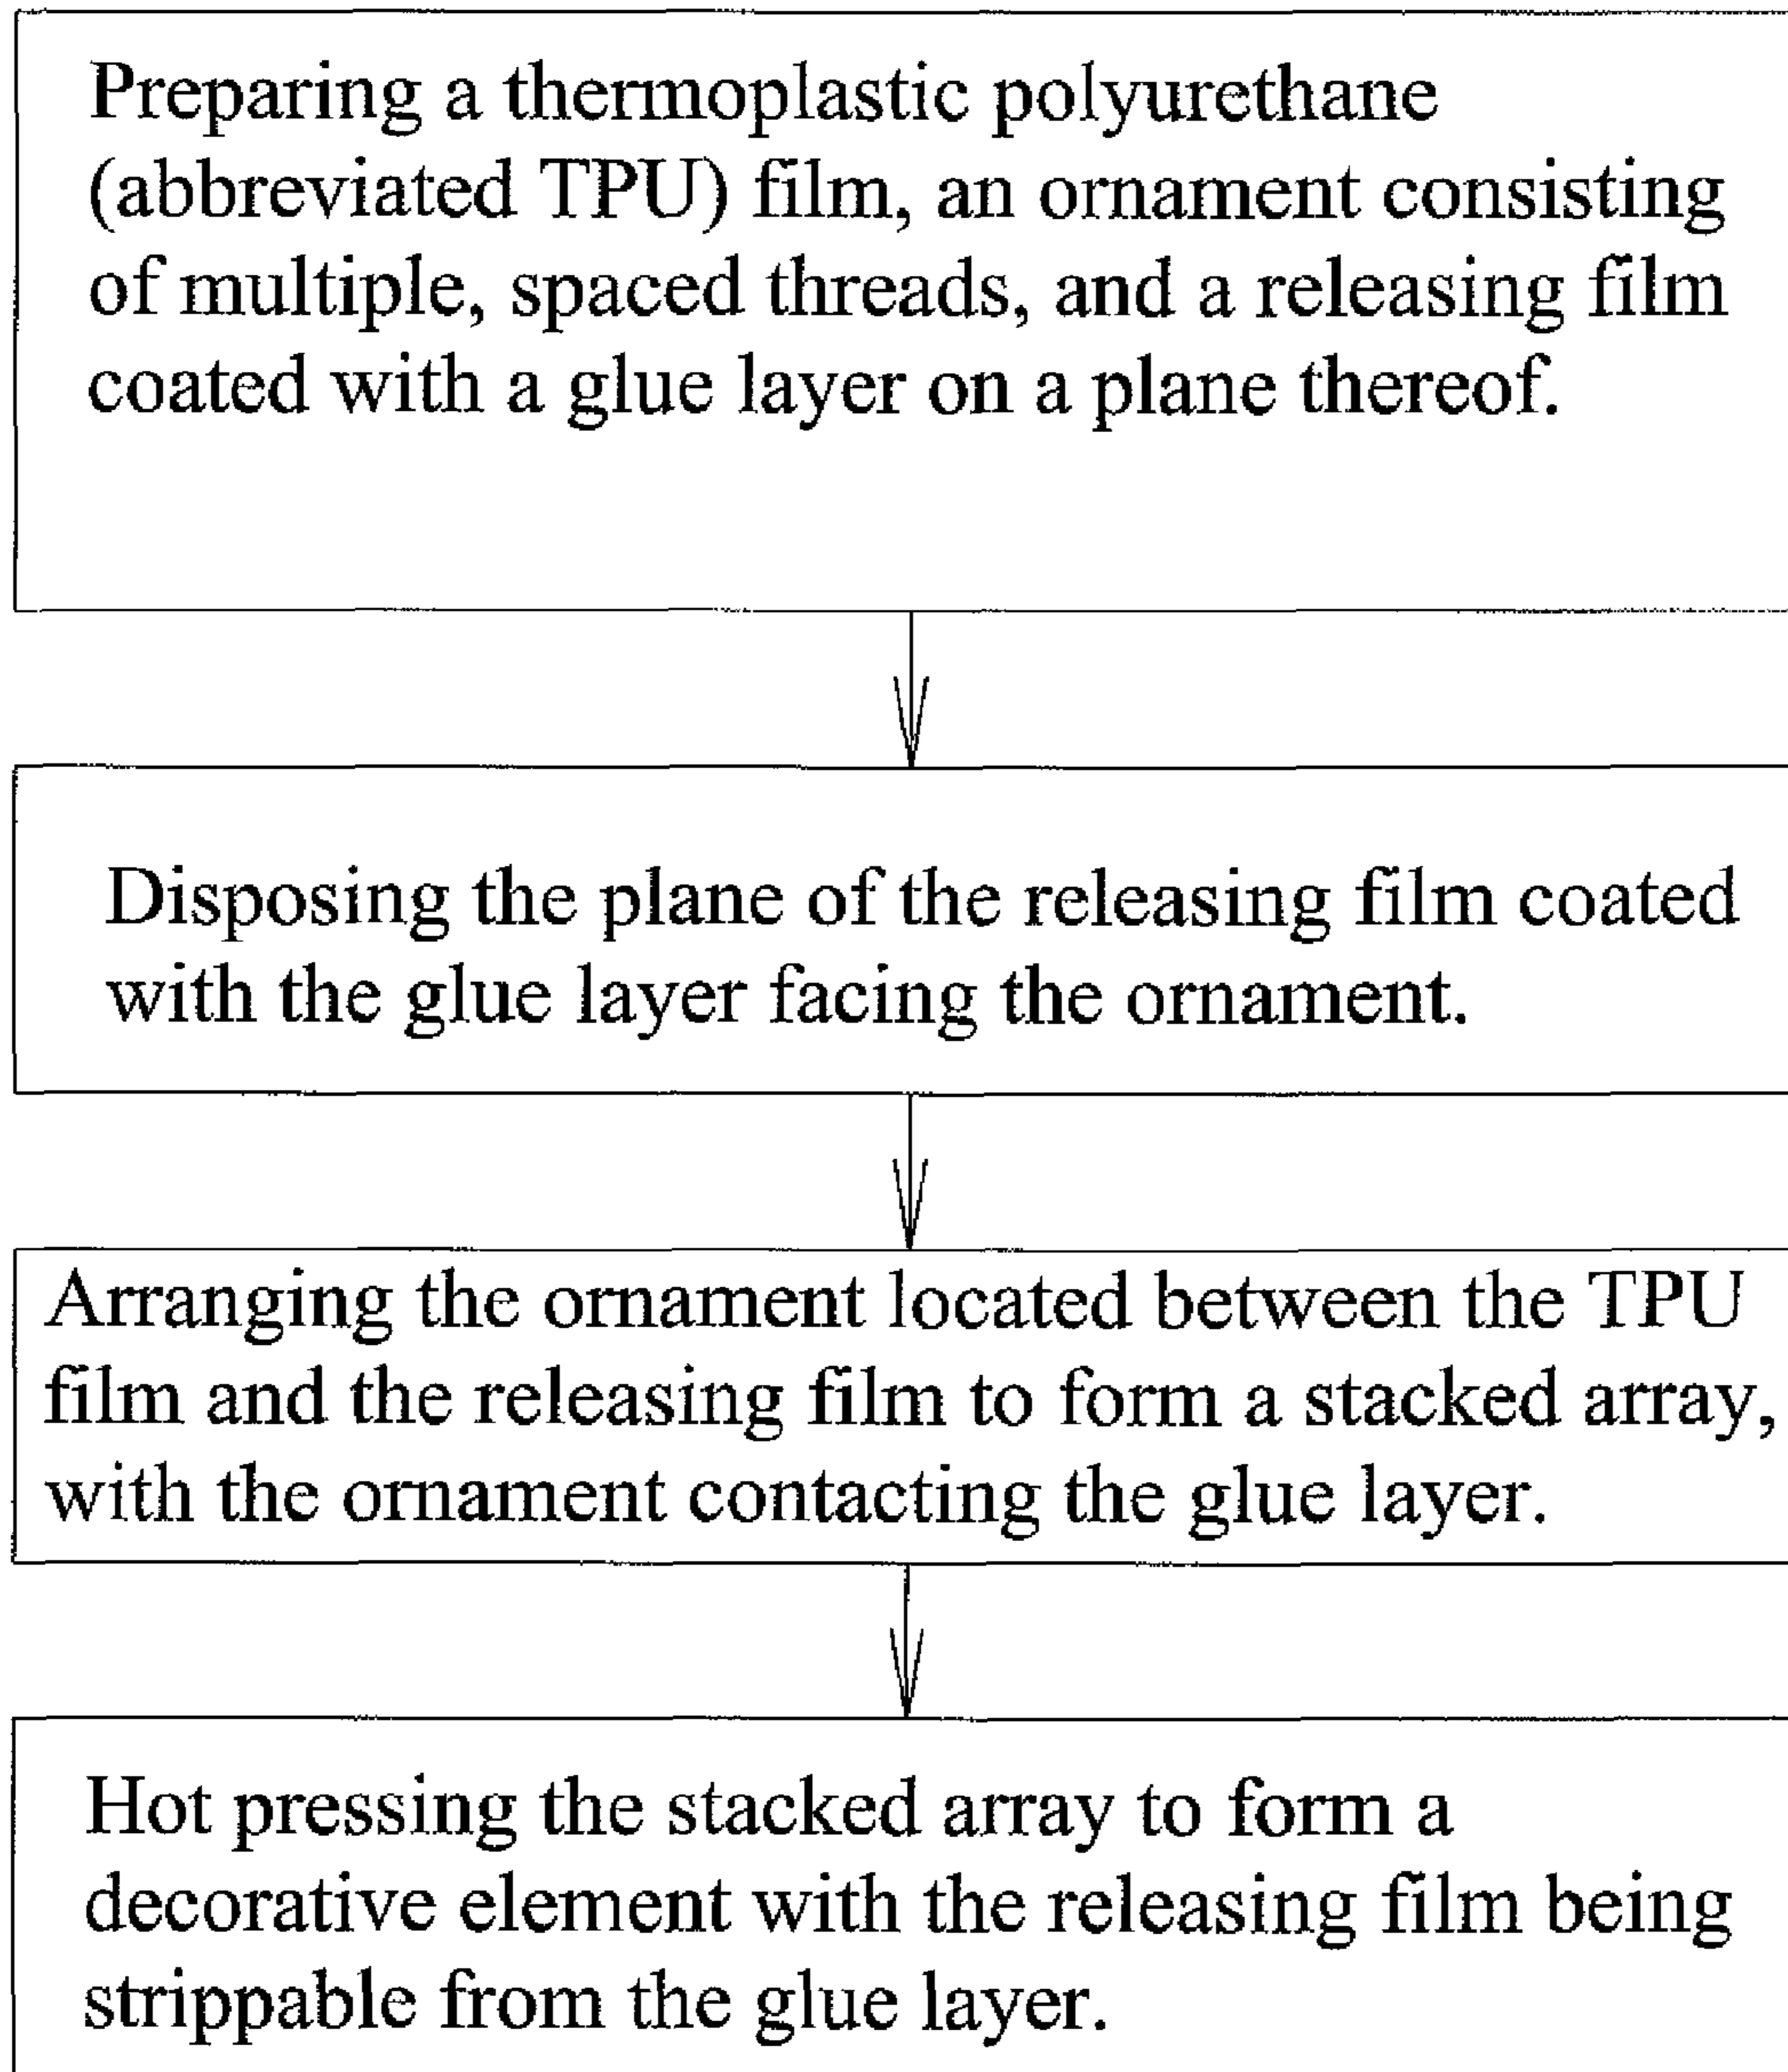 Preparing a thermoplastic polyurethane
(abbreviated TPU) film, an ornament consisting
of multiple, spaced threads, and a releasing film
coated with a glue layer on a plane thereof.
Disposing the plane of the releasing film coated
with the glue layer facing the ornament.
Arranging the ornament located between the TPU
film and the releasing film to form a stacked array,
with the ornament contacting the glue layer.
Hot pressing the stacked array to form a
decorative element with the releasing film being
strippable from the glue layer.